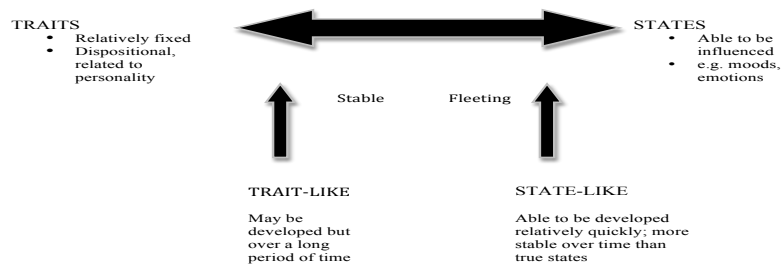 TRAITS
• Relatively fixed
• Dispositional,
related to
personality
STATES
• Able to be
influenced
• e.g. moods,
emotions
Stable
Fleeting
TRAIT-LIKE
May be
developed but
over a long
period of time
STATE-LIKE
Able to be developed
relatively quickly; more
stable over time than
true states